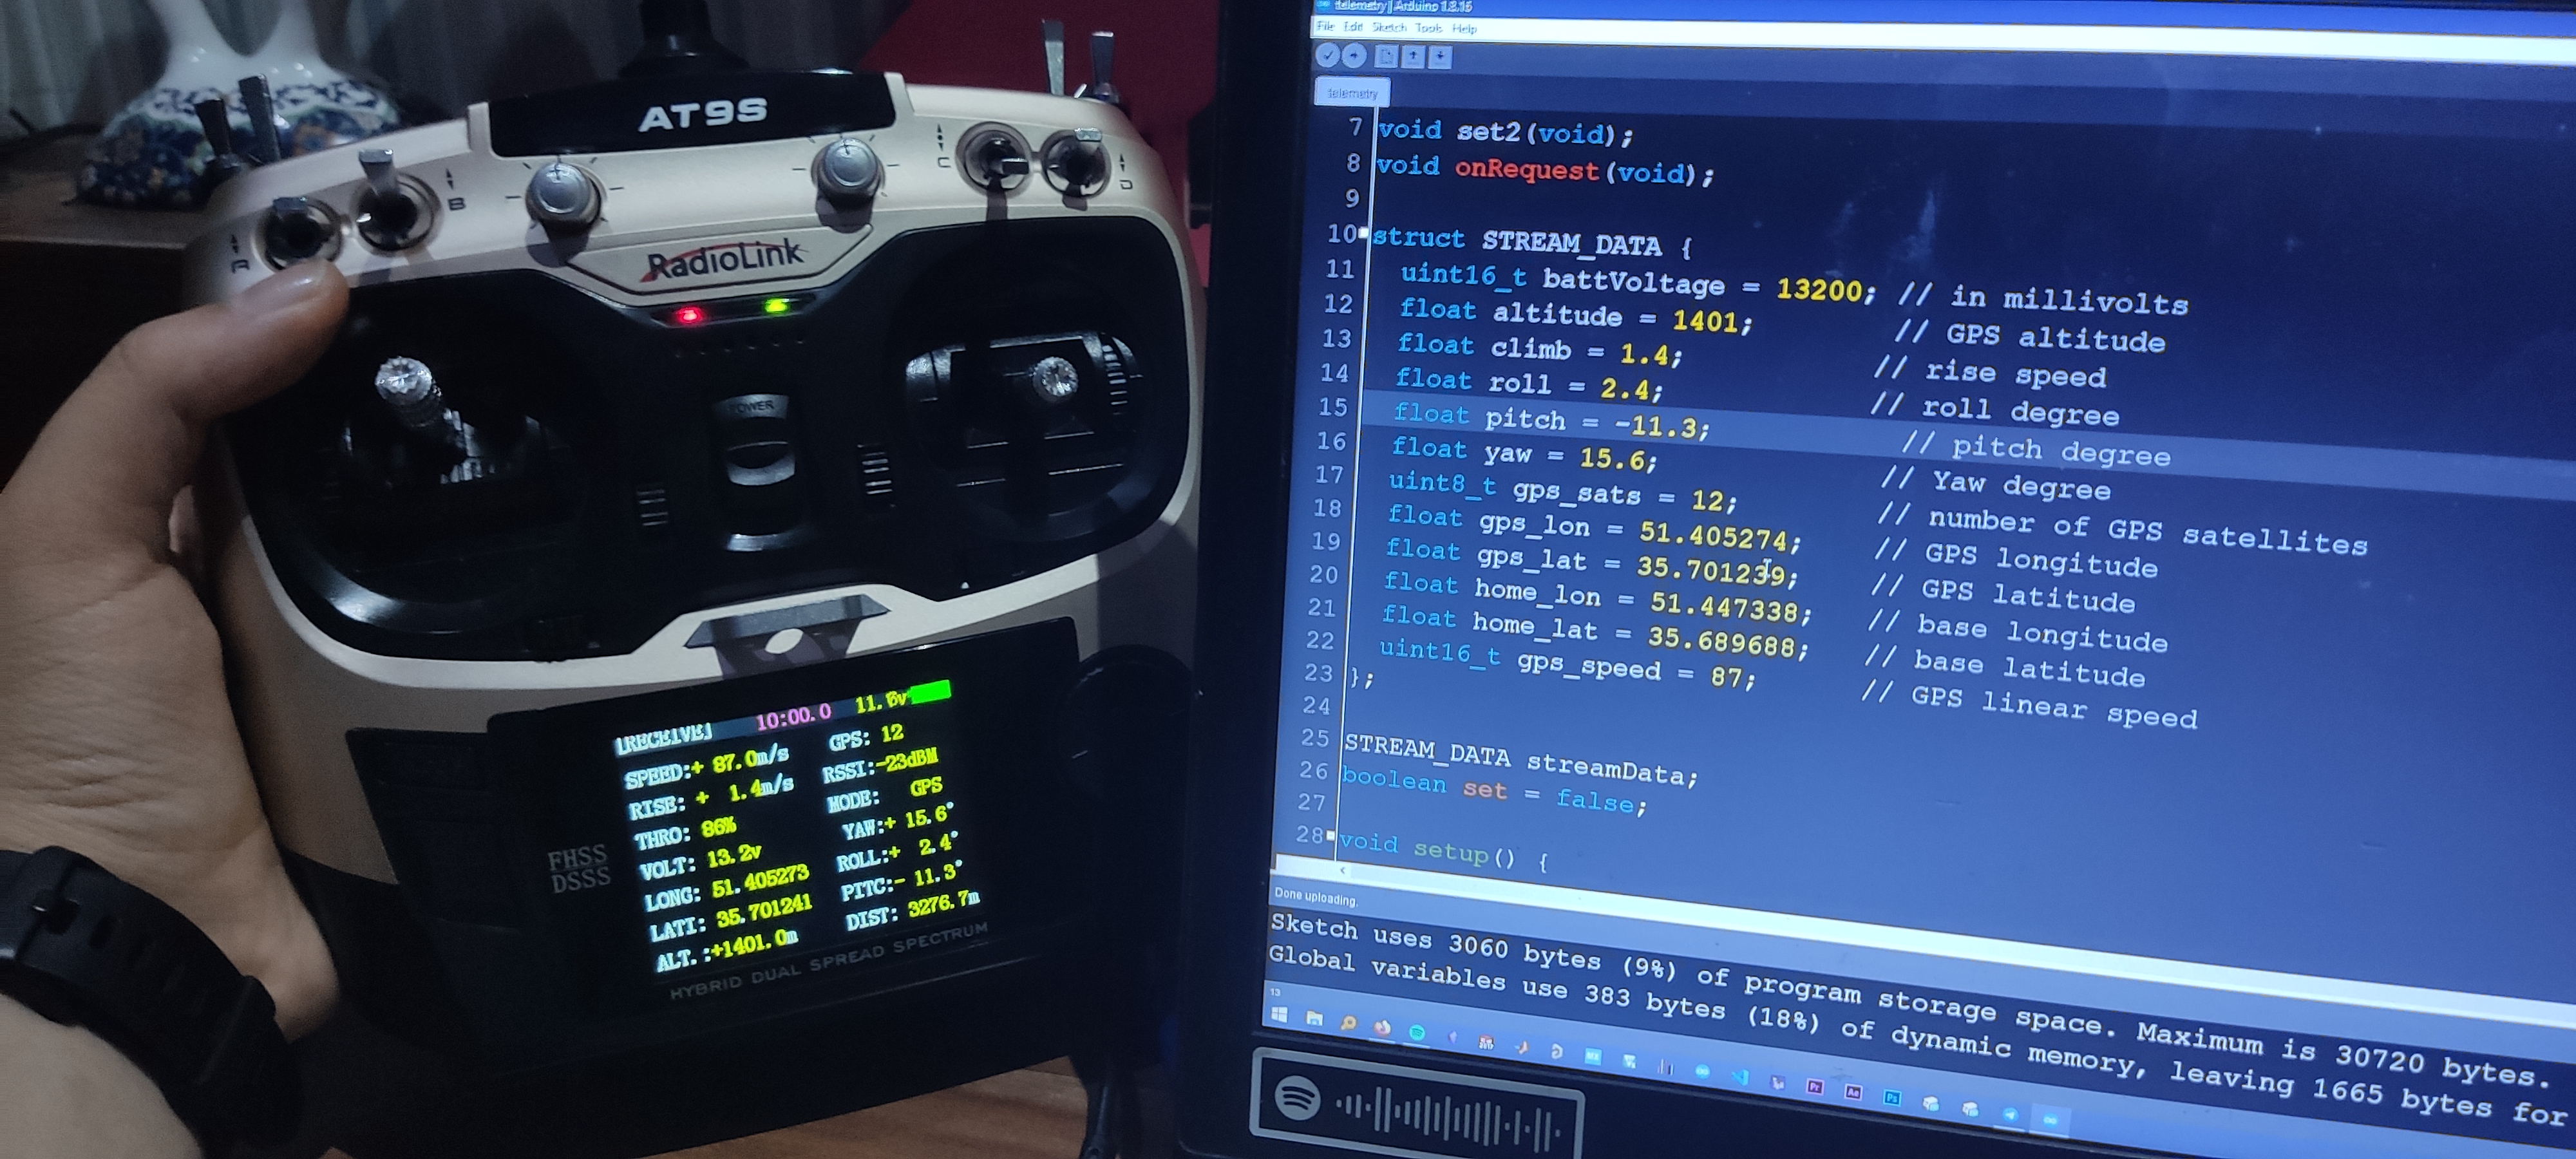 AT9S
A
B
C
D
RadioLink
POWER
[RECEIVE] 10:00.0 11.6v
SPEED:+ 87.0m/s GPS: 12
RISE: + 1.4m/s RSSI:-23dBM
THRO: 86% MODE: GPS
VOLT: 13.2v YAW:+ 15.6°
LONG: 51.405273 ROLL:+ 2.4°
LATI: 35.701241 PITC:- 11.3°
ALT.:+1401.0m DIST: 3276.7m
FHSS
DSSS
HYBRID DUAL SPREAD SPECTRUM
telemetry | Arduino 1.8.15
File Edit Sketch Tools Help
telemetry
7 void set2(void);
8 void onRequest(void);
9
10 struct STREAM_DATA {
11 uint16_t battVoltage = 13200; // in millivolts
12 float altitude = 1401; // GPS altitude
13 float climb = 1.4; // rise speed
14 float roll = 2.4; // roll degree
15 float pitch = -11.3; // pitch degree
16 float yaw = 15.6; // Yaw degree
17 uint8_t gps_sats = 12; // number of GPS satellites
18 float gps_lon = 51.405274; // GPS longitude
19 float gps_lat = 35.701239; // GPS latitude
20 float home_lon = 51.447338; // base longitude
21 float home_lat = 35.689688; // base latitude
22 uint16_t gps_speed = 87; // GPS linear speed
23 };
24
25 STREAM_DATA streamData;
26 boolean set = false;
27
28 void setup() {
Done uploading.
Sketch uses 3060 bytes (9%) of program storage space. Maximum is 30720 bytes.
Global variables use 383 bytes (18%) of dynamic memory, leaving 1665 bytes for
13
Pr
Ae
Ps